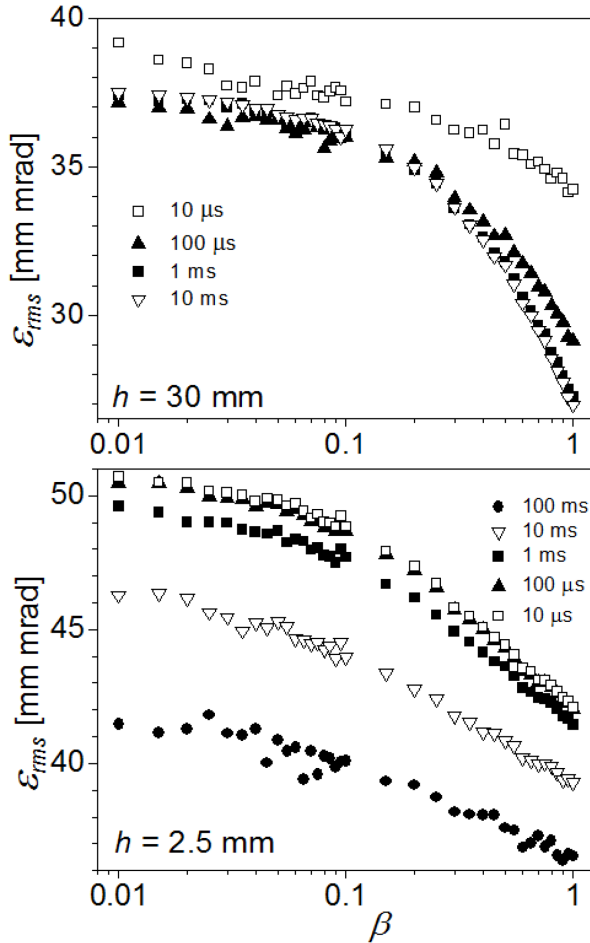 40
35
30
ε_rms [mm mrad]
10 μs
100 μs
1 ms
10 ms
h = 30 mm
0.01
0.1
1
50
45
40
ε_rms [mm mrad]
100 ms
10 ms
1 ms
100 μs
10 μs
h = 2.5 mm
0.01
0.1
1
β